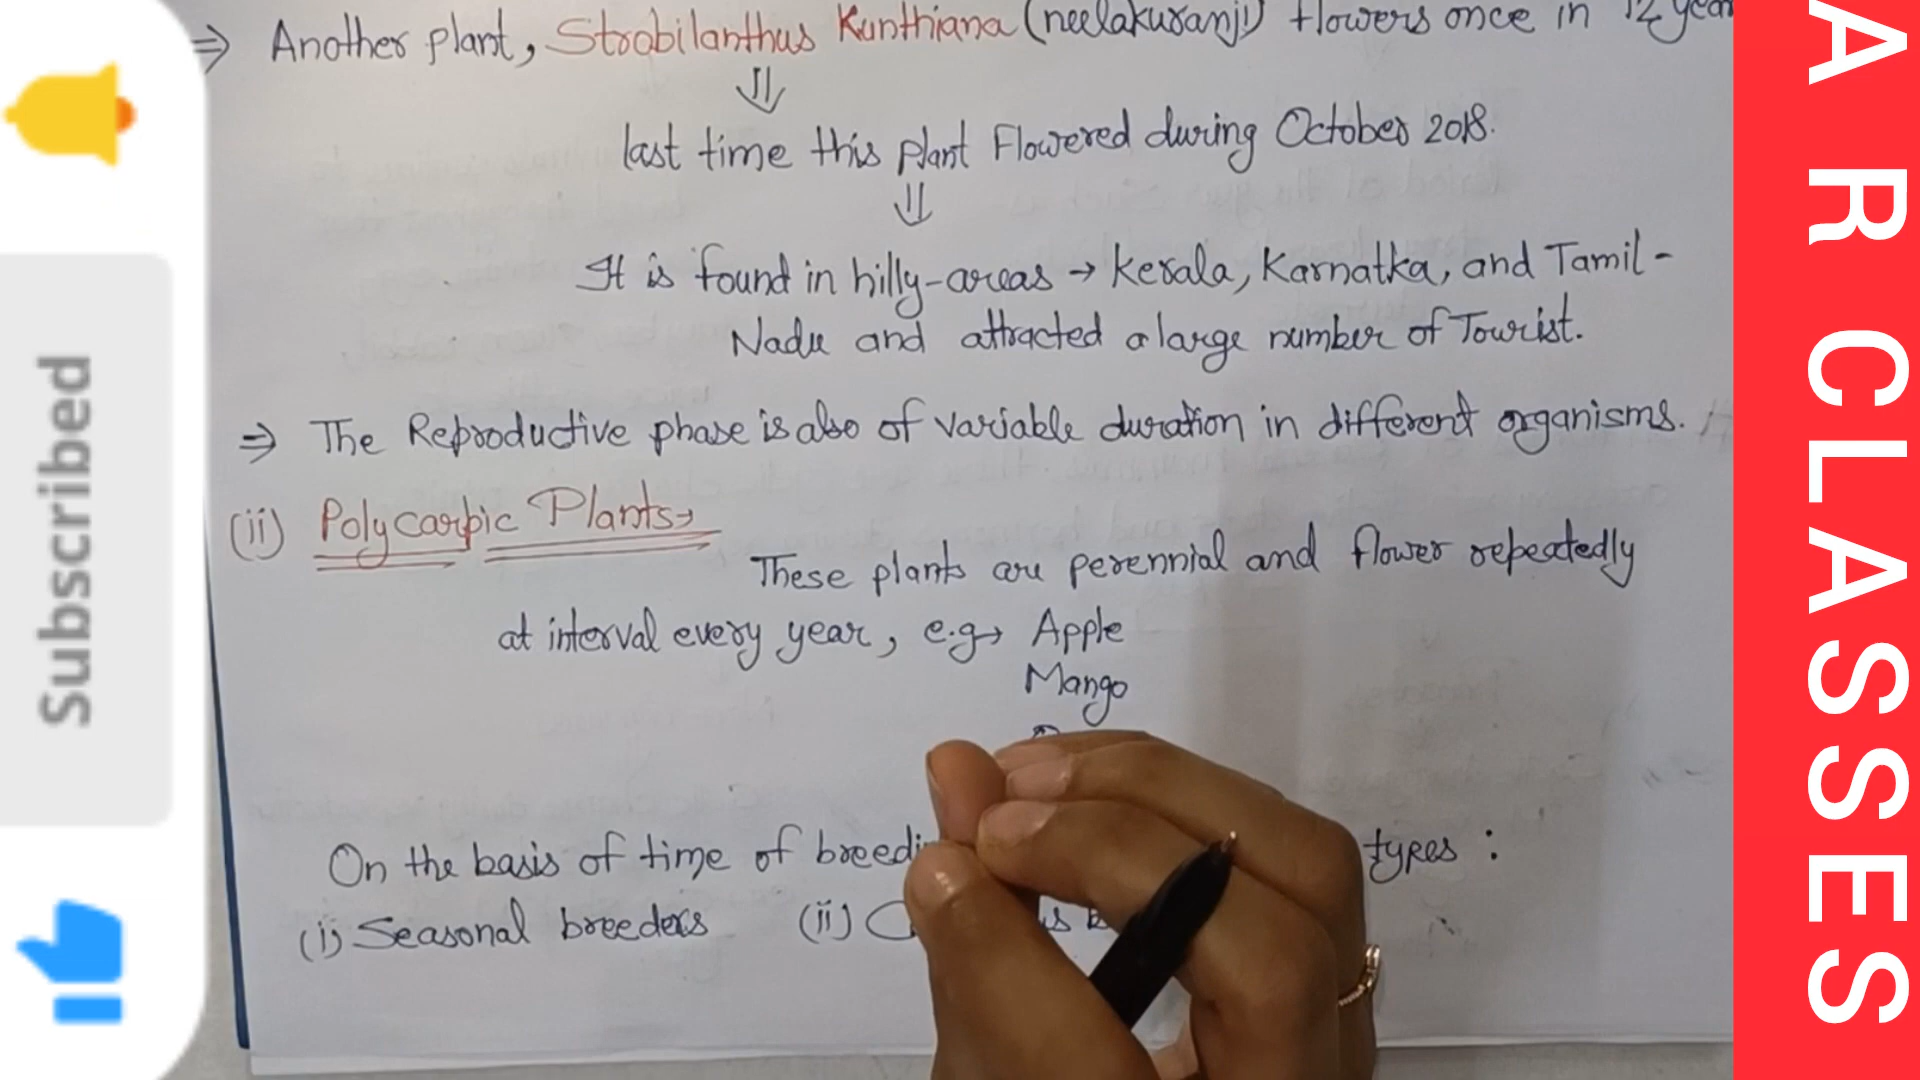 ⇒ Another plant, Strobilanthus Kunthiana (neelakuranji) flowers once in 12 year
⇓
last time this plant Flowered during October 2018.
⇓
It is found in hilly-areas → Kerala, Karnatka, and Tamil-
Nadu and attracted a large number of Tourist.
⇒ The Reproductive phase is also of variable duration in different organisms.
(ii) Polycarpic Plants→
These plants are perennial and flower repeatedly
at interval every year, e.g→ Apple
Mango
On the basis of time of types :
(i) Seasonal breeders (ii)
Subscribed
A R CLASSES